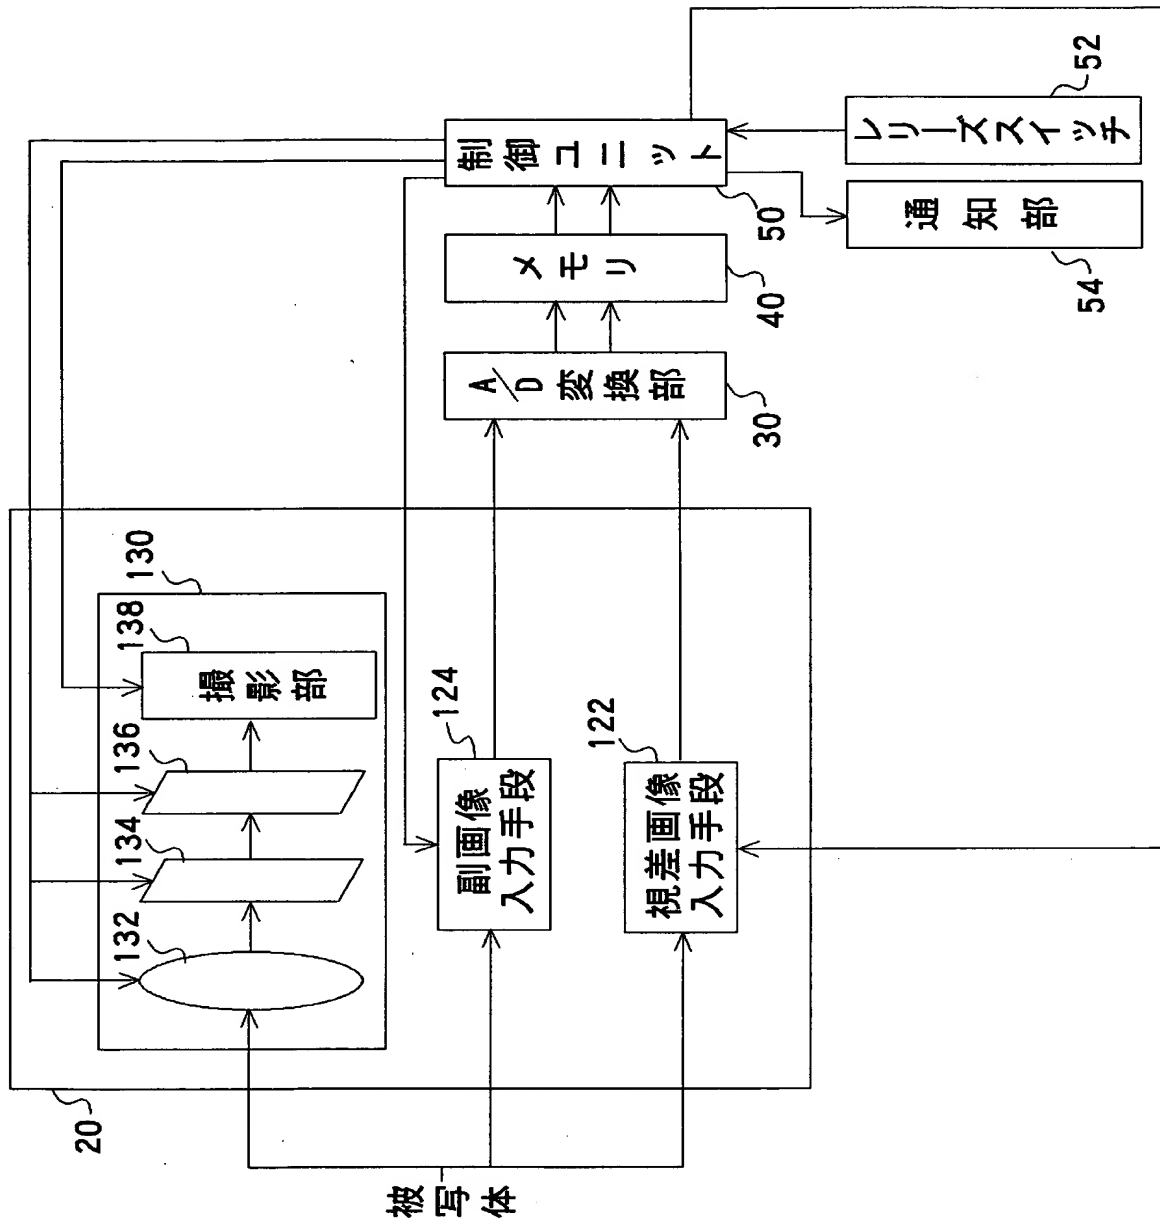 被写体
20
132
134
136
138
130
撮影部
副画像
入力手段
124
視差画像
入力手段
122
A/D変換部
30
メモリ
40
制御ユニット
50
レリーズスイッチ
52
通知部
54